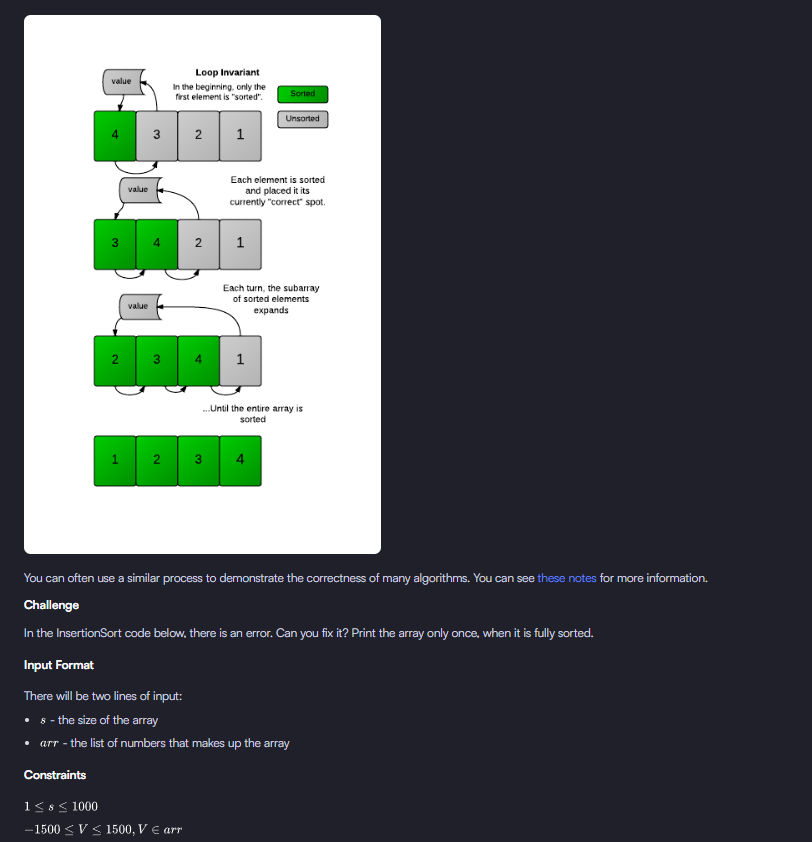 Loop Invariant
In the beginning, only the
first element is "sorted".
value
Sorted
Unsorted
4 3 2 1
Each element is sorted
and placed it its
currently "correct" spot.
value
3 4 2 1
Each turn, the subarray
of sorted elements
expands
value
2 3 4 1
...Until the entire array is
sorted
1 2 3 4
You can often use a similar process to demonstrate the correctness of many algorithms. You can see these notes for more information.
Challenge
In the InsertionSort code below, there is an error. Can you fix it? Print the array only once, when it is fully sorted.
Input Format
There will be two lines of input:
• s - the size of the array
• arr - the list of numbers that makes up the array
Constraints
1 ≤ s ≤ 1000
−1500 ≤ V ≤ 1500, V ∈ arr